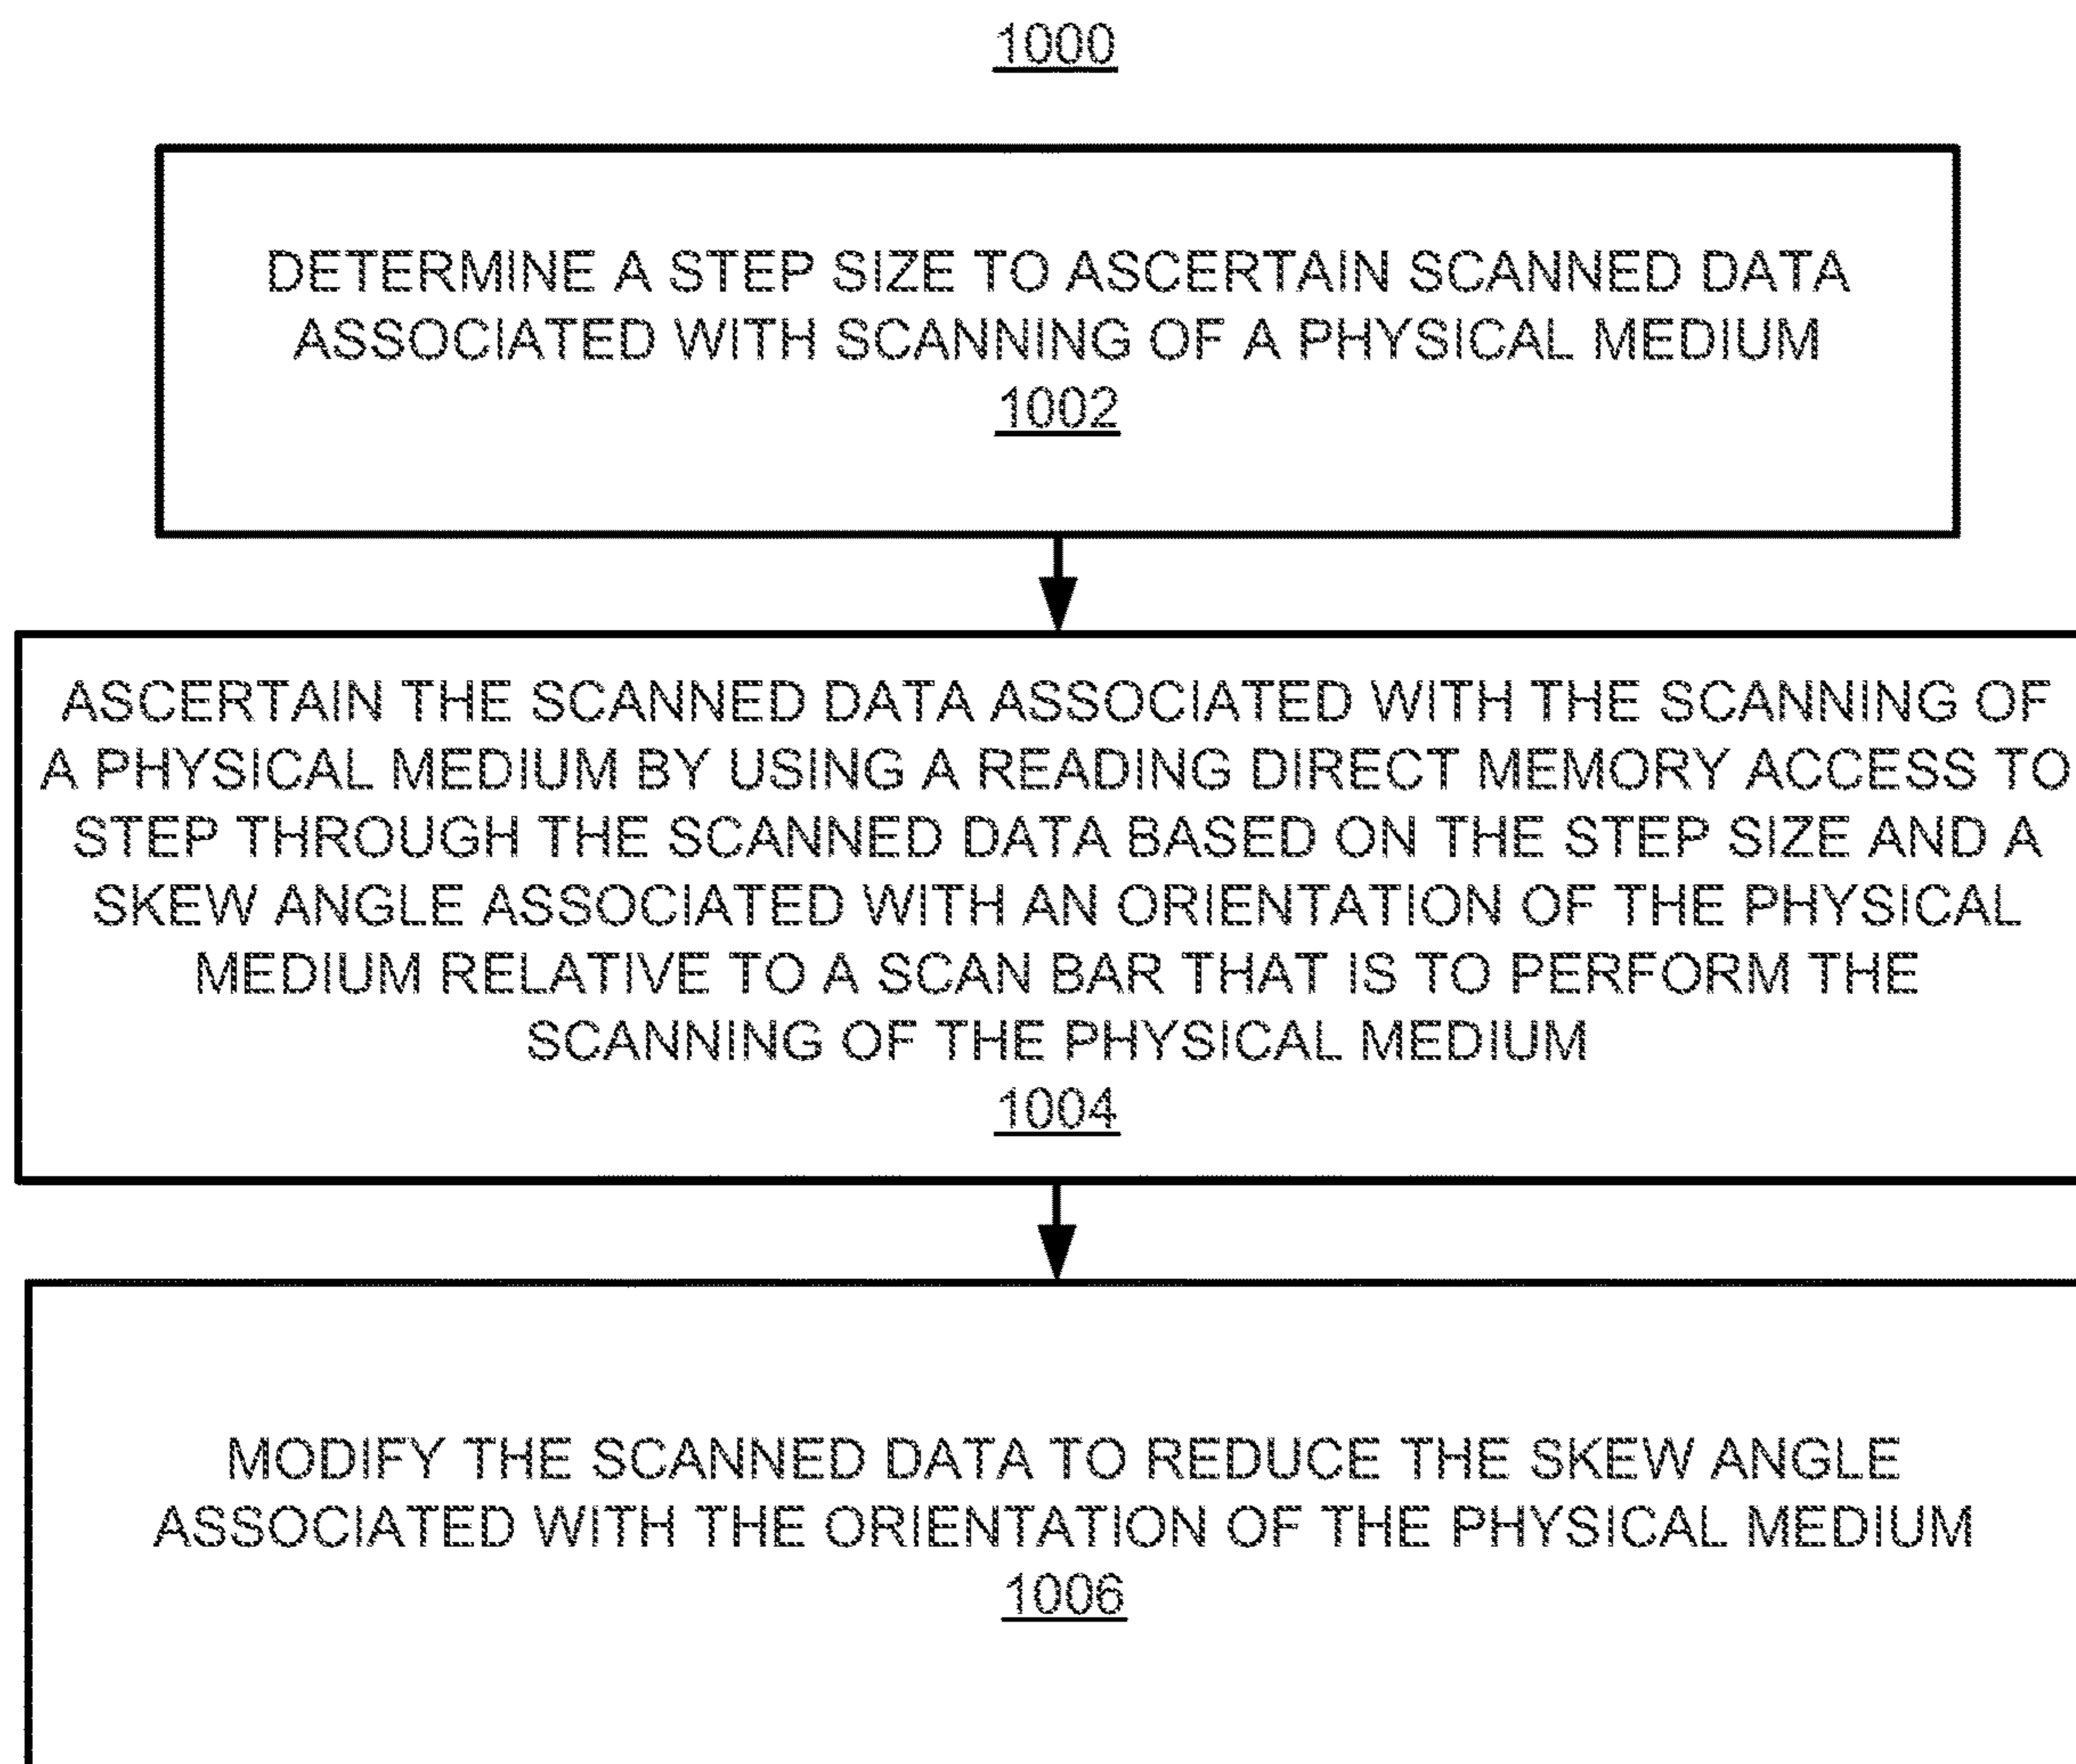 1000
DETERMINE A STEP SIZE TO ASCERTAIN SCANNED DATA
ASSOCIATED WITH SCANNING OF A PHYSICAL MEDIUM
1002
ASCERTAIN THE SCANNED DATA ASSOCIATED WITH THE SCANNING OF
A PHYSICAL MEDIUM BY USING A READING DIRECT MEMORY ACCESS TO
STEP THROUGH THE SCANNED DATA BASED ON THE STEP SIZE AND A
SKEW ANGLE ASSOCIATED WITH AN ORIENTATION OF THE PHYSICAL
MEDIUM RELATIVE TO A SCAN BAR THAT IS TO PERFORM THE
SCANNING OF THE PHYSICAL MEDIUM
1004
MODIFY THE SCANNED DATA TO REDUCE THE SKEW ANGLE
ASSOCIATED WITH THE ORIENTATION OF THE PHYSICAL MEDIUM
1006